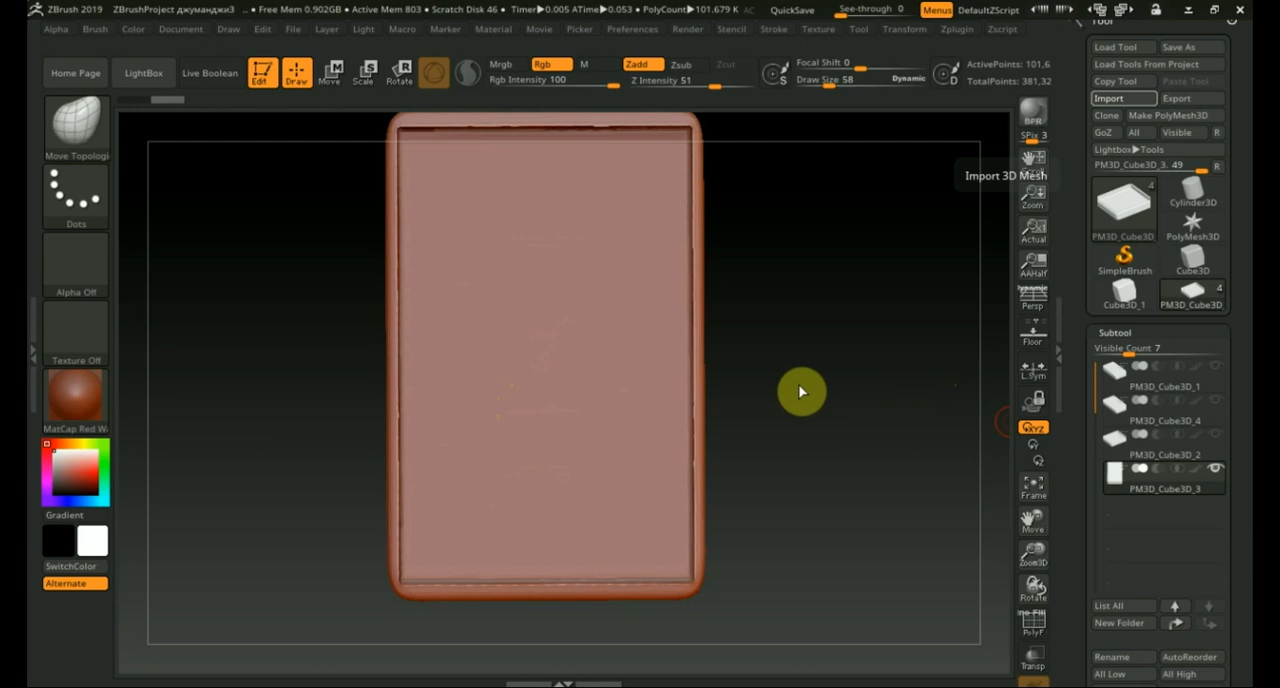 ZBrush 2019 ZBrushProject джуманджи3 .. • Free Mem 0.902GB • Active Mem 803 • Scratch Disk 46 • Timer▶0.005 ATime▶0.053 • PolyCount▶101.679 K AC QuickSave See-through 0 Menus DefaultZScript
Alpha Brush Color Document Draw Edit File Layer Light Macro Marker Material Movie Picker Preferences Render Stencil Stroke Texture Tool Transform Zplugin Zscript
Home Page LightBox Live Boolean Edit Draw Move Scale Rotate
Mrgb Rgb M Zadd Zsub Zcut
Rgb Intensity 100 Z Intensity 51
Focal Shift 0
Draw Size 58 Dynamic
ActivePoints: 101,6
TotalPoints: 381,32
Move Topologi
Dots
Alpha Off
Texture Off
MatCap Red W
Gradient
SwitchColor
Alternate
Import 3D Mesh
BPR
SPix 3
Zoom
Actual
AAHalf
Dynamic
Persp
Floor
L.Sym
XYZ
Frame
Move
Zoom3D
Rotate
PolyF
Transp
Tool
Load Tool Save As
Load Tools From Project
Copy Tool Paste Tool
Import Export
Clone Make PolyMesh3D
GoZ All Visible R
Lightbox▶Tools
PM3D_Cube3D_3. 49 R
4
Cylinder3D
PM3D_Cube3D PolyMesh3D
SimpleBrush Cube3D
4
Cube3D_1 PM3D_Cube3D_
Subtool
Visible Count 7
PM3D_Cube3D_1
PM3D_Cube3D_4
PM3D_Cube3D_2
PM3D_Cube3D_3
List All
New Folder
Rename AutoReorder
All Low All High